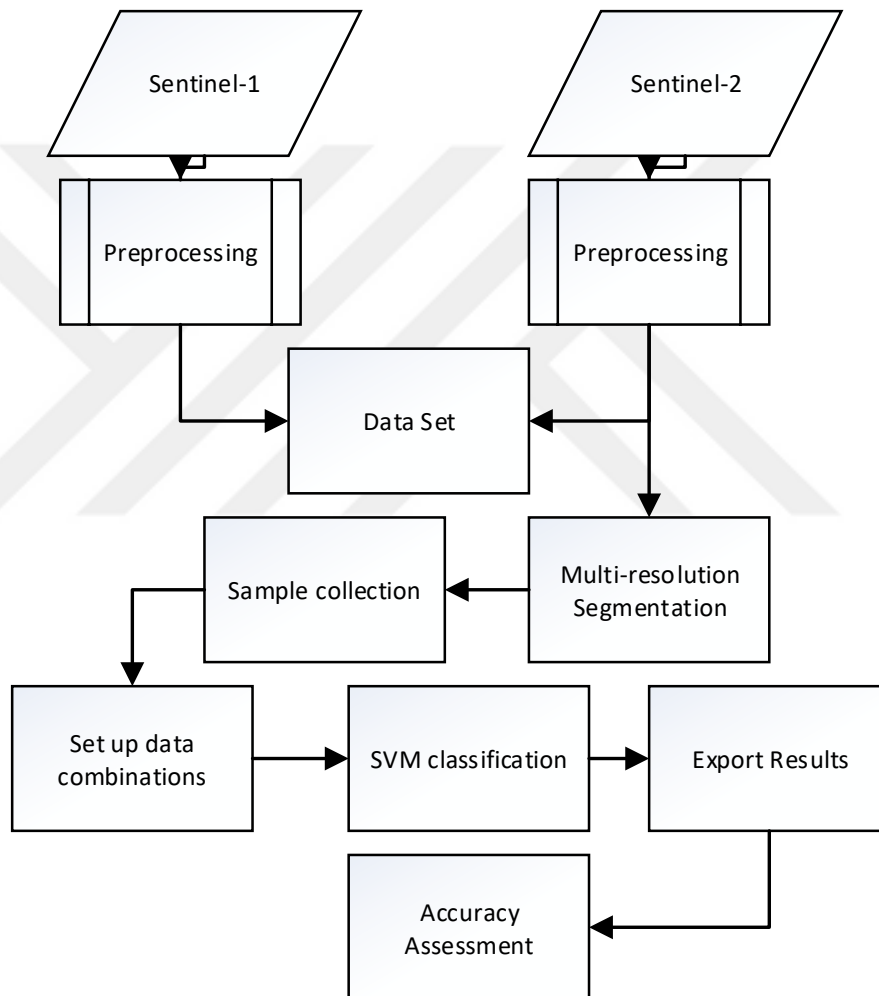 Sentinel-1
Sentinel-2
Preprocessing
Preprocessing
Data Set
Multi-resolution
Segmentation
Sample collection
Set up data
combinations
SVM classification
Export Results
Accuracy
Assessment